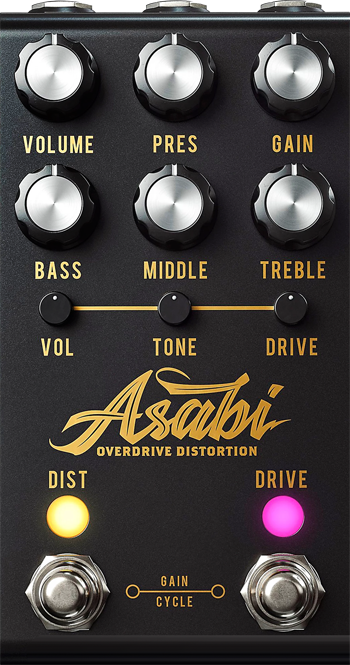 VOLUME PRES GAIN
BASS MIDDLE TREBLE
VOL TONE DRIVE
Asabi
OVERDRIVE DISTORTION
DIST DRIVE
GAIN
CYCLE